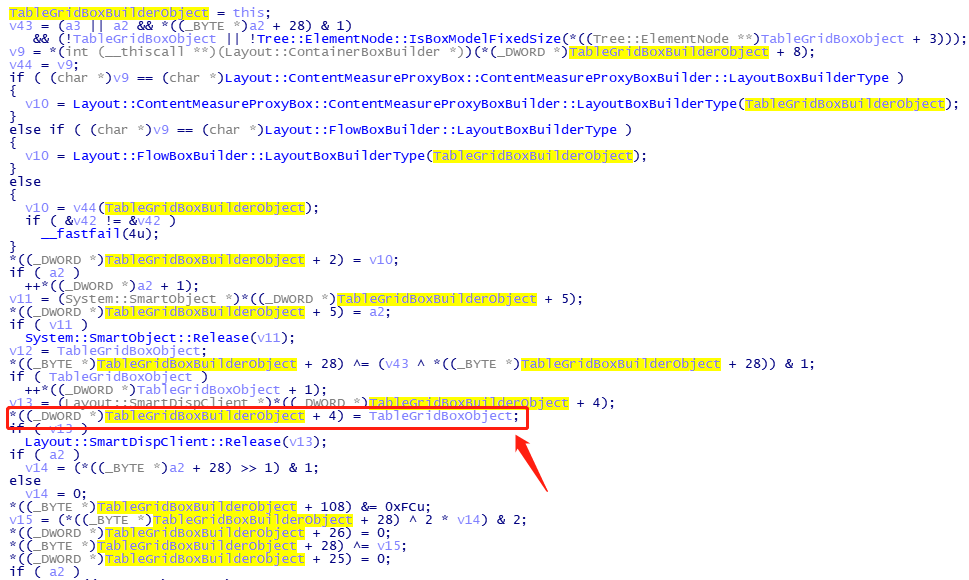 TableGridBoxBuilderObject = this;
v43 = (a3 || a2 && *((_BYTE *)a2 + 28) & 1)
&& (!TableGridBoxObject || !Tree::ElementNode::IsBoxModelFixedSize(*((Tree::ElementNode **)TableGridBoxObject + 3)));
v9 = *(int (__thiscall **)(Layout::ContainerBoxBuilder *))(*(_DWORD *)TableGridBoxBuilderObject + 8);
v44 = v9;
if ( (char *)v9 == (char *)Layout::ContentMeasureProxyBox::ContentMeasureProxyBoxBuilder::LayoutBoxBuilderType )
{
v10 = Layout::ContentMeasureProxyBox::ContentMeasureProxyBoxBuilder::LayoutBoxBuilderType(TableGridBoxBuilderObject);
}
else if ( (char *)v9 == (char *)Layout::FlowBoxBuilder::LayoutBoxBuilderType )
{
v10 = Layout::FlowBoxBuilder::LayoutBoxBuilderType(TableGridBoxBuilderObject);
}
else
{
v10 = v44(TableGridBoxBuilderObject);
if ( &v42 != &v42 )
__fastfail(4u);
}
*((_DWORD *)TableGridBoxBuilderObject + 2) = v10;
if ( a2 )
++*((_DWORD *)a2 + 1);
v11 = (System::SmartObject *)*((_DWORD *)TableGridBoxBuilderObject + 5);
*((_DWORD *)TableGridBoxBuilderObject + 5) = a2;
if ( v11 )
System::SmartObject::Release(v11);
v12 = TableGridBoxObject;
*((_BYTE *)TableGridBoxBuilderObject + 28) ^= (v43 ^ *((_BYTE *)TableGridBoxBuilderObject + 28)) & 1;
if ( TableGridBoxObject )
++*((_DWORD *)TableGridBoxObject + 1);
v13 = (Layout::SmartDispClient *)*((_DWORD *)TableGridBoxBuilderObject + 4);
*((_DWORD *)TableGridBoxBuilderObject + 4) = TableGridBoxObject;
if ( v13 )
Layout::SmartDispClient::Release(v13);
if ( a2 )
v14 = (*((_BYTE *)a2 + 28) >> 1) & 1;
else
v14 = 0;
*((_BYTE *)TableGridBoxBuilderObject + 108) &= 0xFCu;
v15 = (*((_BYTE *)TableGridBoxBuilderObject + 28) ^ 2 * v14) & 2;
*((_DWORD *)TableGridBoxBuilderObject + 26) = 0;
*((_BYTE *)TableGridBoxBuilderObject + 28) ^= v15;
*((_DWORD *)TableGridBoxBuilderObject + 25) = 0;
if ( a2 )